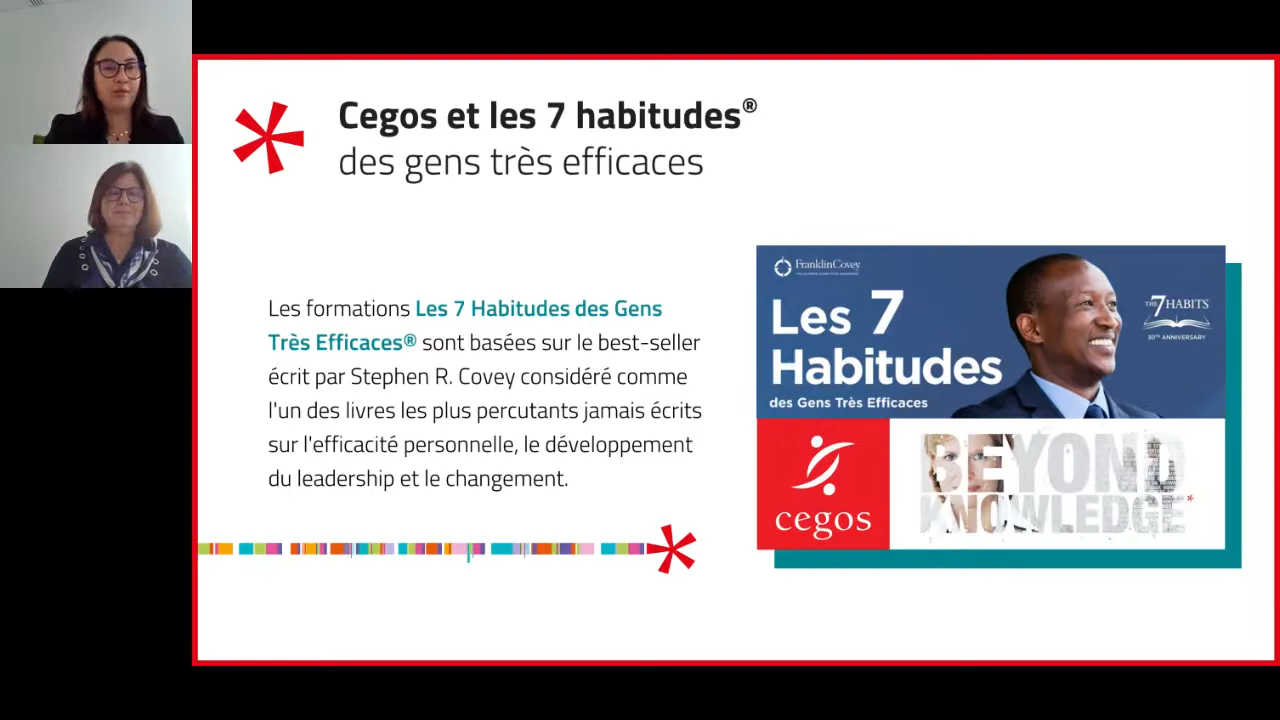 Cegos et les 7 habitudes®
des gens très efficaces
Les formations Les 7 Habitudes des Gens
Très Efficaces® sont basées sur le best-seller
écrit par Stephen R. Covey considéré comme
l'un des livres les plus percutants jamais écrits
sur l'efficacité personnelle, le développement
du leadership et le changement.
FranklinCovey
Les 7
Habitudes
des Gens Très Efficaces
THE 7 HABITS
30TH ANNIVERSARY
cegos
BEYOND
KNOWLEDGE*